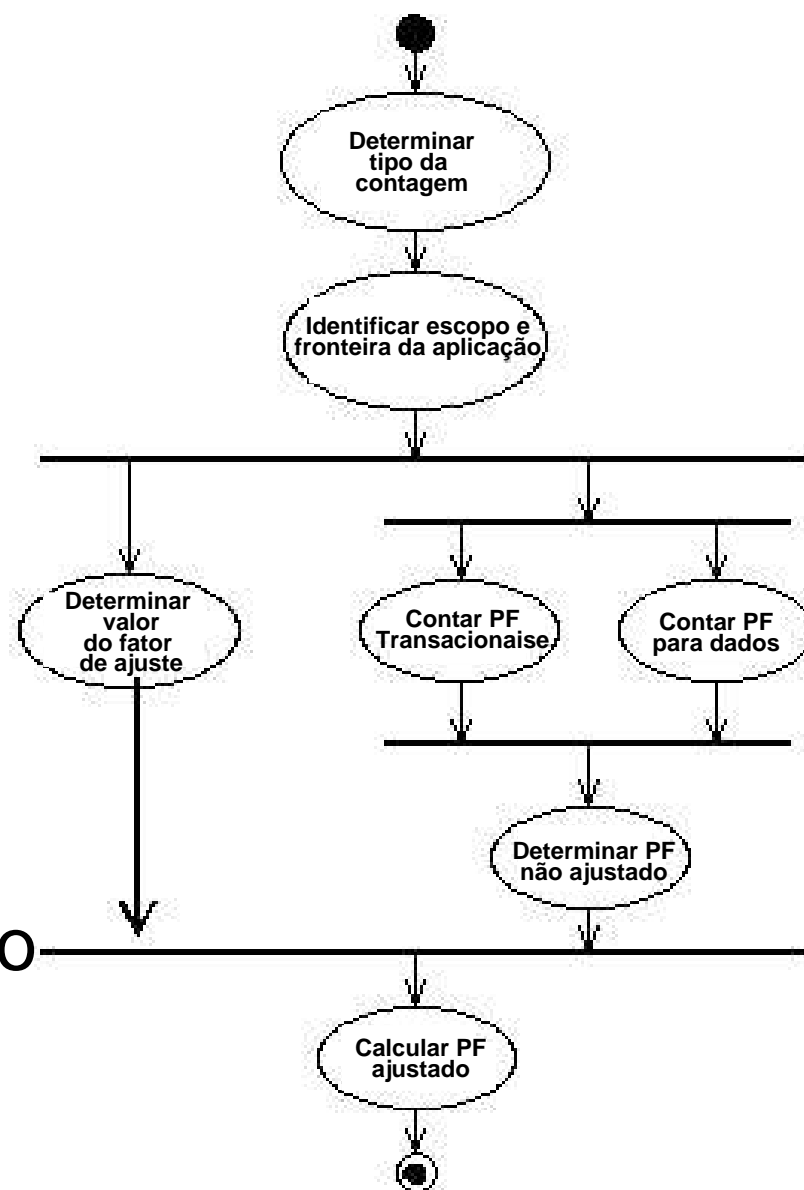 Determinar
tipo da
contagem
Identificar escopo e
fronteira da aplicação
Determinar
valor
do fator
de ajuste
Contar PF
Transacionaise
Contar PF
para dados
Determinar PF
não ajustado
o
Calcular PF
ajustado